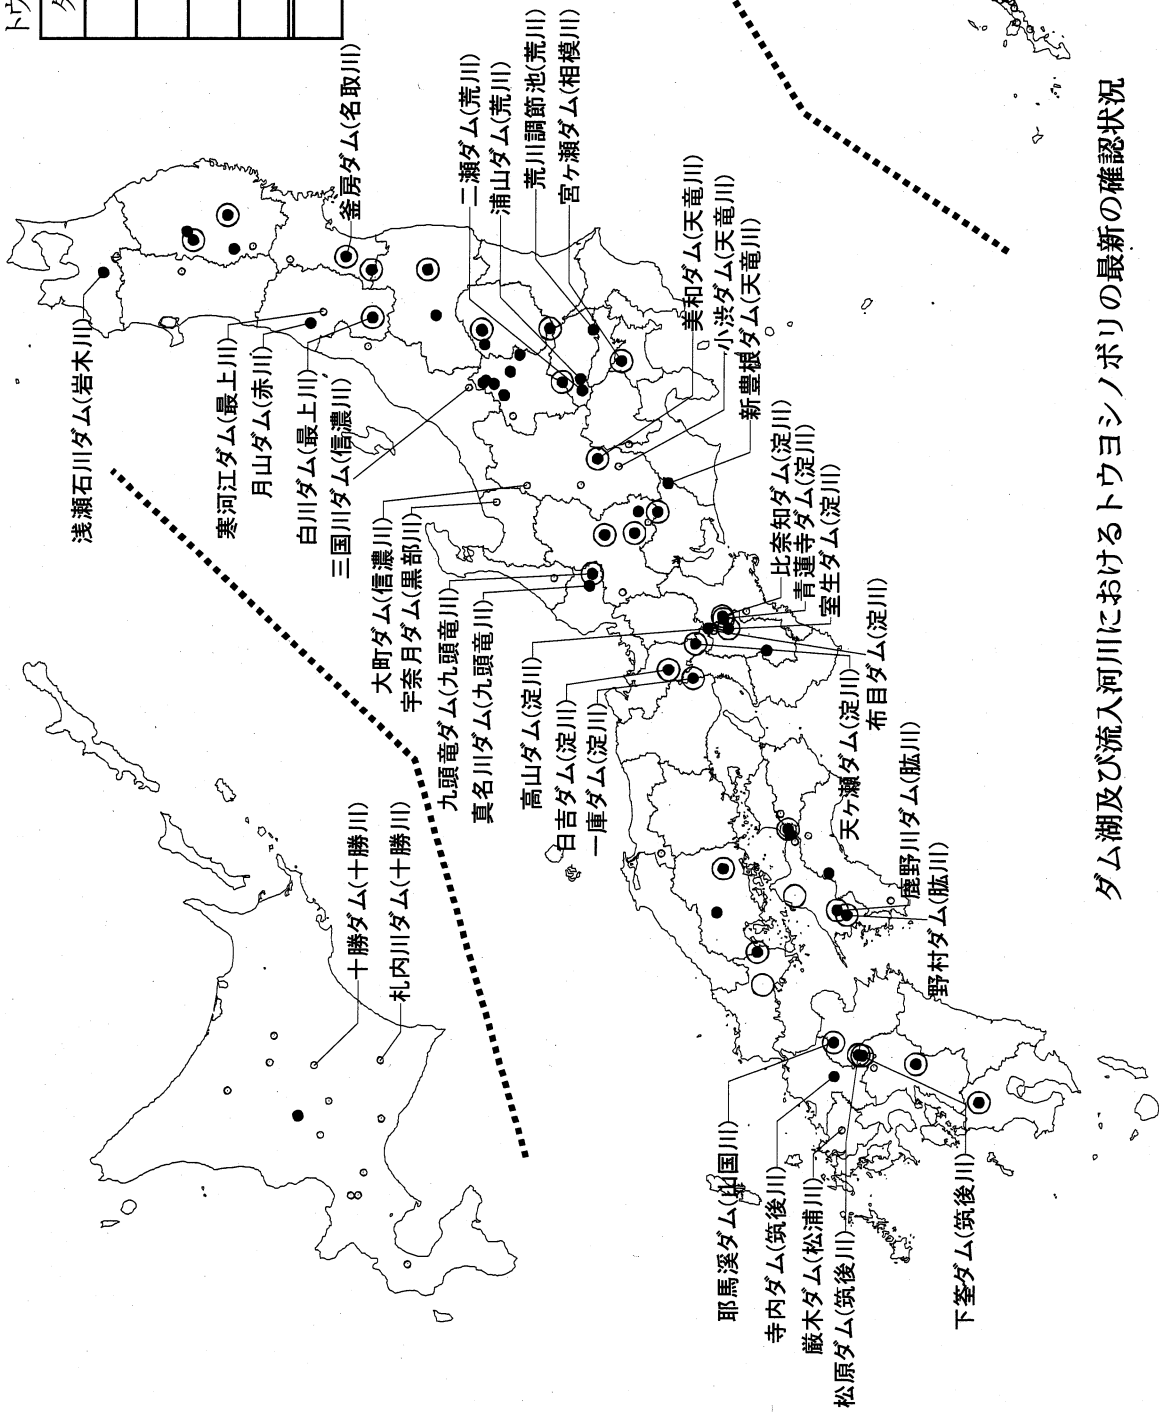 トウ
ダ
釜房ダム(名取川)
二瀬ダム(荒川)
浦山ダム(荒川)
荒川調節池(荒川)
宮ヶ瀬ダム(相模川)
美和ダム(天竜川)
小渋ダム(天竜川)
新豊根ダム(天竜川)
浅瀬石川ダム(岩木川)
寒河江ダム(最上川)
月山ダム(赤川)
白川ダム(最上川)
三国川ダム(信濃川)
大町ダム(信濃川)
宇奈月ダム(黒部川)
九頭竜ダム(九頭竜川)
真名川ダム(九頭竜川)
高山ダム(淀川)
日吉ダム(淀川)
一庫ダム(淀川)
比奈知ダム(淀川)
青蓮寺ダム(淀川)
室生ダム(淀川)
布目ダム(淀川)
天ヶ瀬ダム(淀川)
鹿野川ダム(肱川)
野村ダム(肱川)
十勝ダム(十勝川)
札内川ダム(十勝川)
耶馬溪ダム(山国川)
寺内ダム(筑後川)
厳木ダム(松浦川)
松原ダム(筑後川)
下筌ダム(筑後川)
ダム湖及び流入河川におけるトウヨシノボリの最新の確認状況